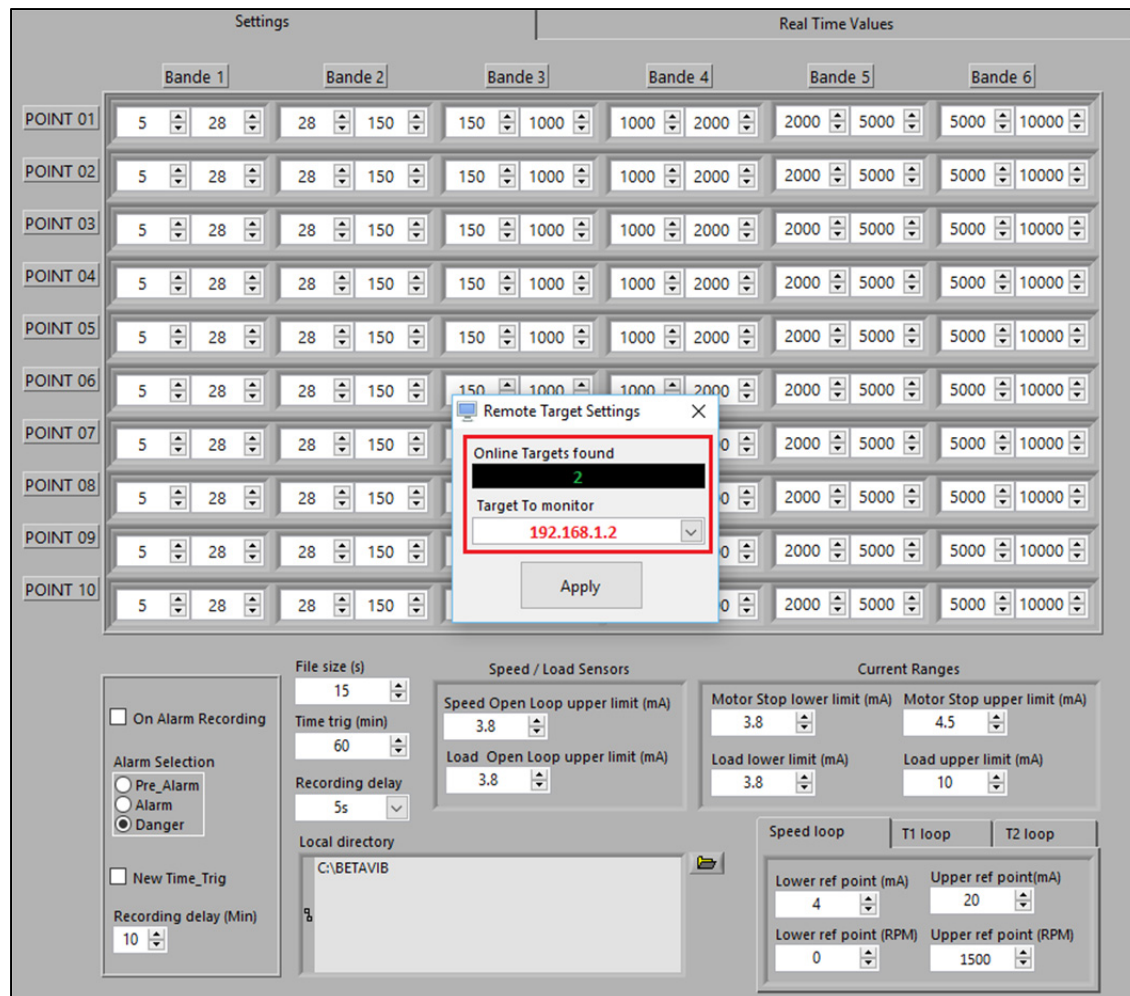 Settings Real Time Values
Bande 1 Bande 2 Bande 3 Bande 4 Bande 5 Bande 6
POINT 01 5 28 28 150 150 1000 1000 2000 2000 5000 5000 10000
POINT 02 5 28 28 150 150 1000 1000 2000 2000 5000 5000 10000
POINT 03 5 28 28 150 150 1000 1000 2000 2000 5000 5000 10000
POINT 04 5 28 28 150 150 1000 1000 2000 2000 5000 5000 10000
POINT 05 5 28 28 150 150 1000 1000 2000 2000 5000 5000 10000
POINT 06 5 28 28 150 150 1000 1000 2000 2000 5000 5000 10000
POINT 07 5 28 28 150 0 2000 5000 5000 10000
POINT 08 5 28 28 150 0 2000 5000 5000 10000
POINT 09 5 28 28 150 0 2000 5000 5000 10000
POINT 10 5 28 28 150 0 2000 5000 5000 10000
Remote Target Settings
Online Targets found
2
Target To monitor
192.168.1.2
Apply
On Alarm Recording
Alarm Selection
Pre_Alarm
Alarm
Danger
New Time_Trig
Recording delay (Min)
10
File size (s)
15
Time trig (min)
60
Recording delay
5s
Local directory
C:\BETAVIB
Speed / Load Sensors
Speed Open Loop upper limit (mA)
3.8
Load Open Loop upper limit (mA)
3.8
Current Ranges
Motor Stop lower limit (mA) Motor Stop upper limit (mA)
3.8 4.5
Load lower limit (mA) Load upper limit (mA)
3.8 10
Speed loop T1 loop T2 loop
Lower ref point (mA) Upper ref point(mA)
4 20
Lower ref point (RPM) Upper ref point (RPM)
0 1500